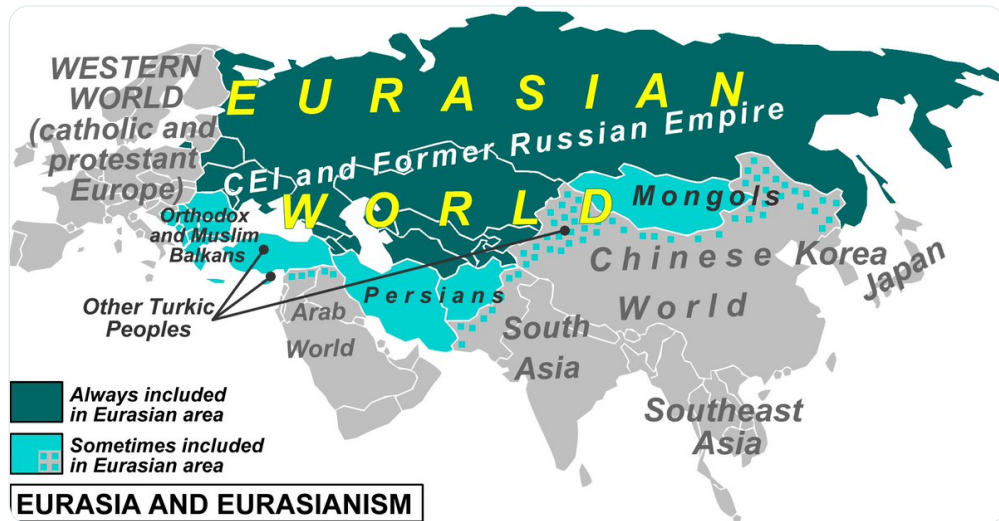 WESTERN
WORLD
(catholic and
protestant
Europe)
EURASIAN
CEI and Former Russian Empire
WORLD
Orthodox
and Muslim
Balkans
Mongols
Other Turkic
Peoples
Persians
Arab
World
Chinese
World
Korea
Japan
South
Asia
Southeast
Asia
Always included
in Eurasian area
Sometimes included
in Eurasian area
EURASIA AND EURASIANISM